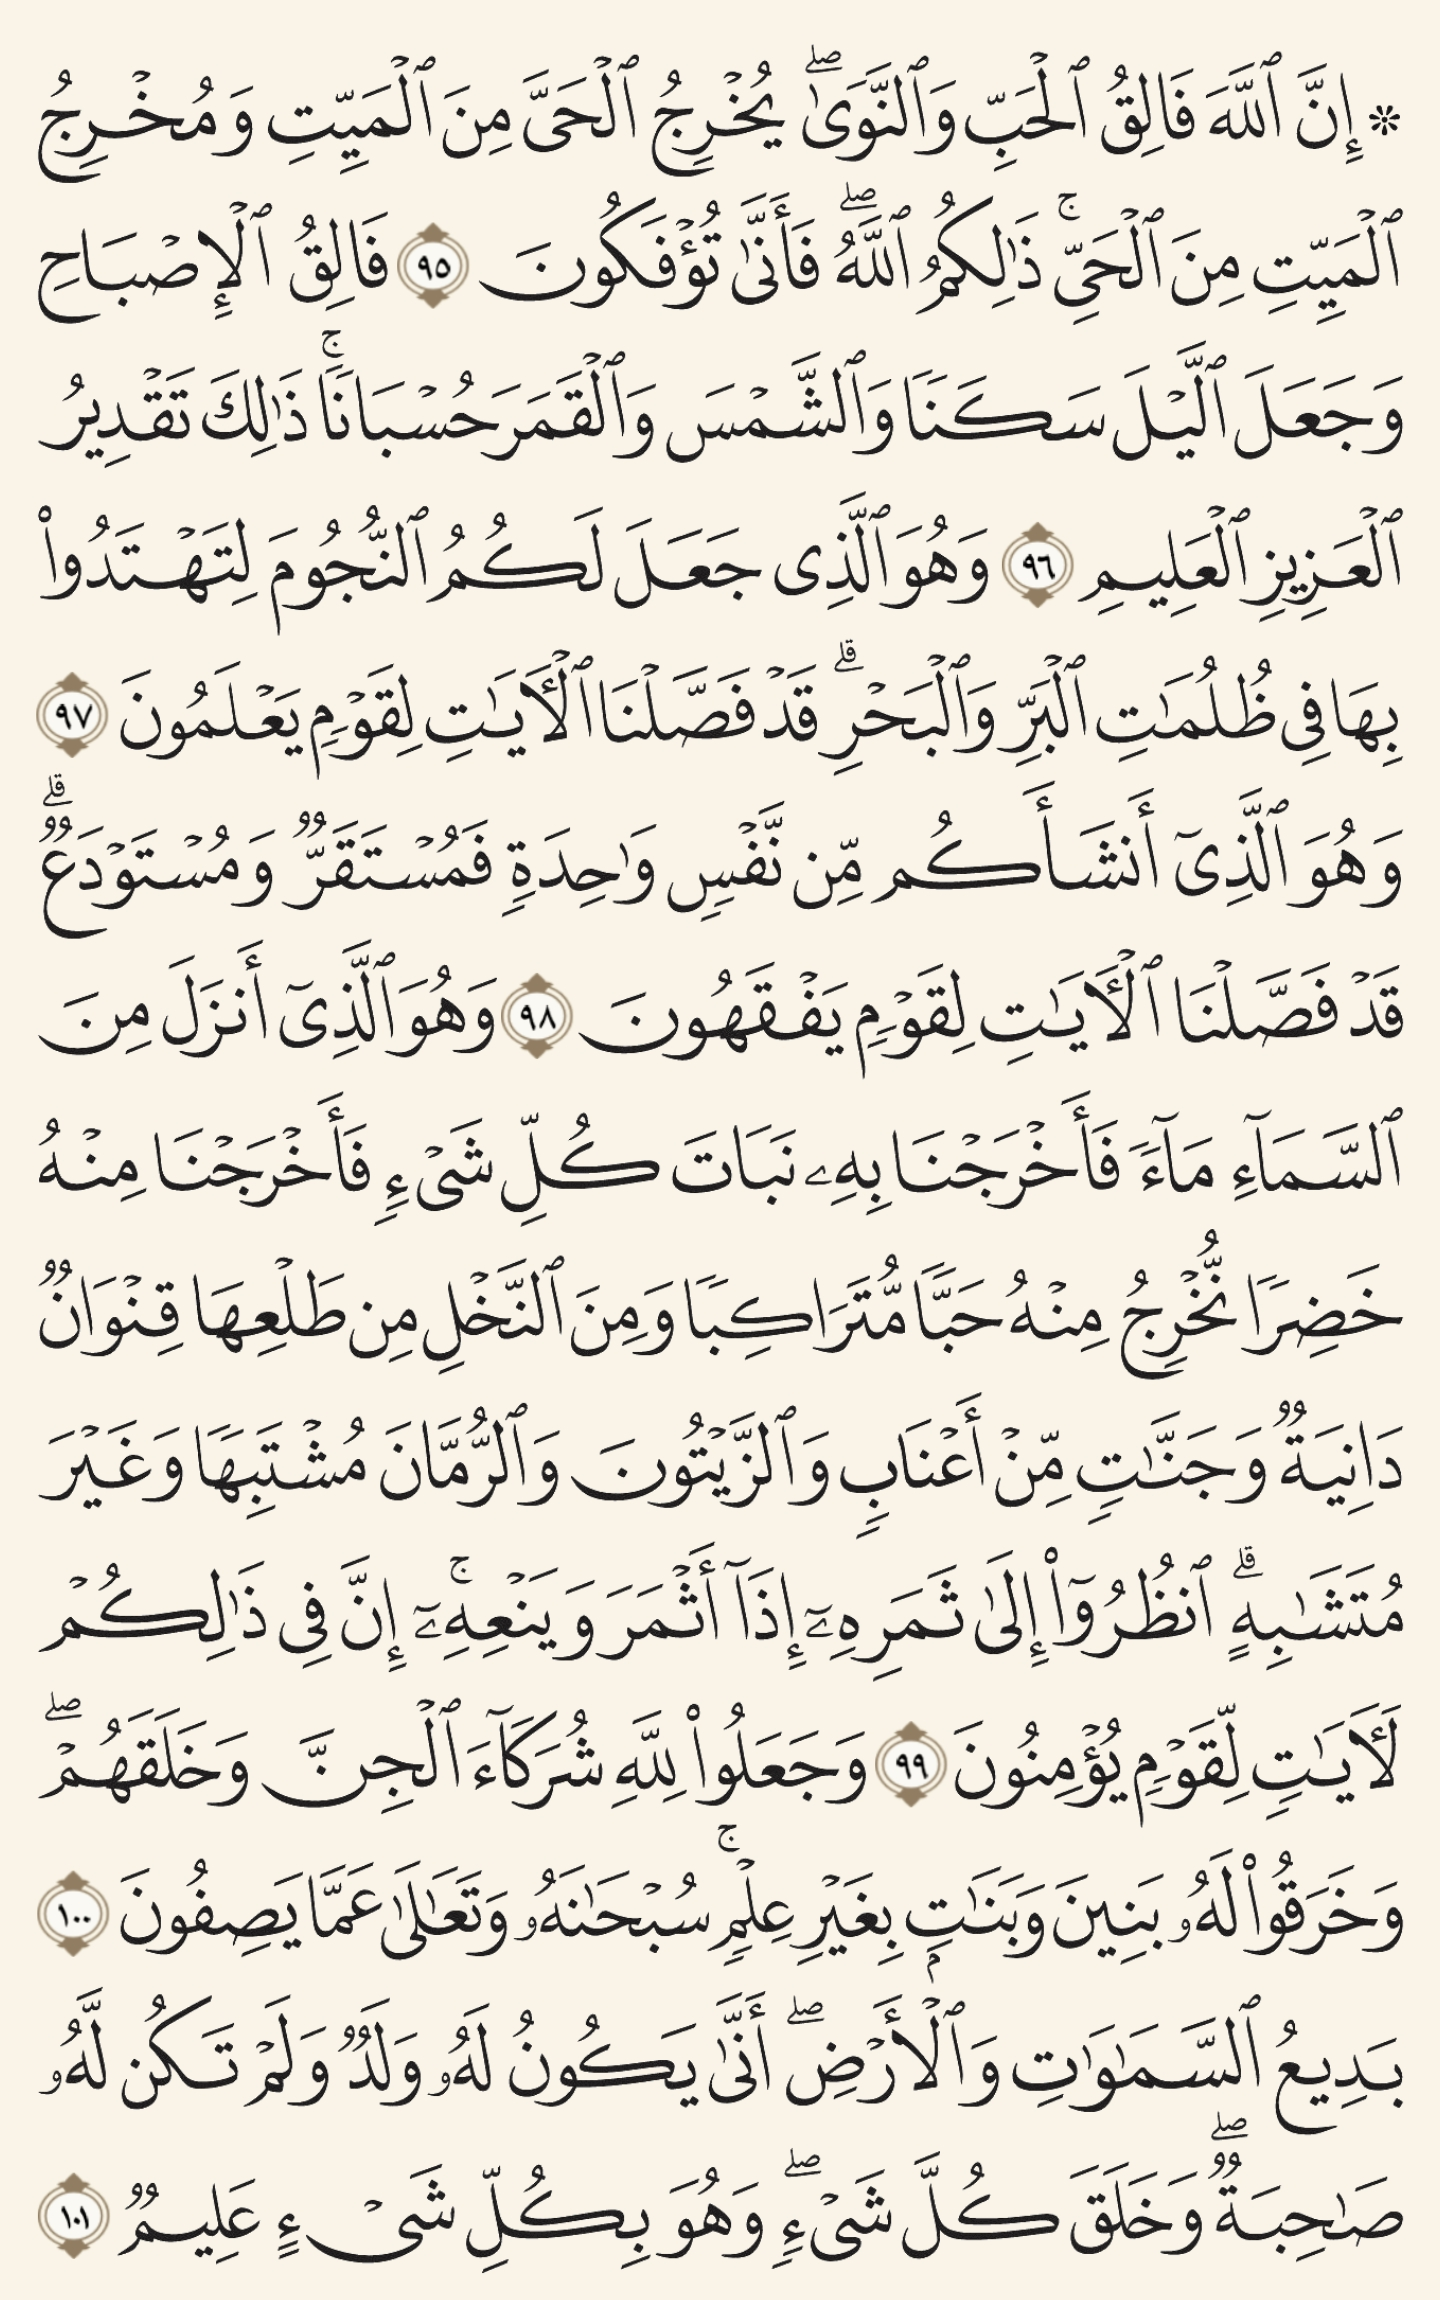 ۞ إِنَّ ٱللَّهَ فَالِقُ ٱلْحَبِّ وَٱلنَّوَىٰ ۖ يُخْرِجُ ٱلْحَىَّ مِنَ ٱلْمَيِّتِ وَمُخْرِجُ
ٱلْمَيِّتِ مِنَ ٱلْحَىِّ ۚ ذَٰلِكُمُ ٱللَّهُ ۖ فَأَنَّىٰ تُؤْفَكُونَ ٩٥ فَالِقُ ٱلْإِصْبَاحِ
وَجَعَلَ ٱلَّيْلَ سَكَنًا وَٱلشَّمْسَ وَٱلْقَمَرَ حُسْبَانًا ۚ ذَٰلِكَ تَقْدِيرُ
ٱلْعَزِيزِ ٱلْعَلِيمِ ٩٦ وَهُوَ ٱلَّذِى جَعَلَ لَكُمُ ٱلنُّجُومَ لِتَهْتَدُوا۟
بِهَا فِى ظُلُمَٰتِ ٱلْبَرِّ وَٱلْبَحْرِ ۗ قَدْ فَصَّلْنَا ٱلْـَٔايَٰتِ لِقَوْمٍ يَعْلَمُونَ ٩٧
وَهُوَ ٱلَّذِىٓ أَنشَأَكُم مِّن نَّفْسٍ وَٰحِدَةٍ فَمُسْتَقَرٌّ وَمُسْتَوْدَعٌ ۗ
قَدْ فَصَّلْنَا ٱلْـَٔايَٰتِ لِقَوْمٍ يَفْقَهُونَ ٩٨ وَهُوَ ٱلَّذِىٓ أَنزَلَ مِنَ
ٱلسَّمَآءِ مَآءً فَأَخْرَجْنَا بِهِۦ نَبَاتَ كُلِّ شَىْءٍ فَأَخْرَجْنَا مِنْهُ
خَضِرًا نُّخْرِجُ مِنْهُ حَبًّا مُّتَرَاكِبًا وَمِنَ ٱلنَّخْلِ مِن طَلْعِهَا قِنْوَانٌ
دَانِيَةٌ وَجَنَّٰتٍ مِّنْ أَعْنَابٍ وَٱلزَّيْتُونَ وَٱلرُّمَّانَ مُشْتَبِهًا وَغَيْرَ
مُتَشَٰبِهٍ ۗ ٱنظُرُوٓا۟ إِلَىٰ ثَمَرِهِۦٓ إِذَآ أَثْمَرَ وَيَنْعِهِۦٓ ۚ إِنَّ فِى ذَٰلِكُمْ
لَـَٔايَٰتٍ لِّقَوْمٍ يُؤْمِنُونَ ٩٩ وَجَعَلُوا۟ لِلَّهِ شُرَكَآءَ ٱلْجِنَّ وَخَلَقَهُمْ ۖ
وَخَرَقُوا۟ لَهُۥ بَنِينَ وَبَنَٰتٍۭ بِغَيْرِ عِلْمٍ ۚ سُبْحَٰنَهُۥ وَتَعَٰلَىٰ عَمَّا يَصِفُونَ ١٠٠
بَدِيعُ ٱلسَّمَٰوَٰتِ وَٱلْأَرْضِ ۖ أَنَّىٰ يَكُونُ لَهُۥ وَلَدٌ وَلَمْ تَكُن لَّهُۥ
صَٰحِبَةٌ ۖ وَخَلَقَ كُلَّ شَىْءٍ ۖ وَهُوَ بِكُلِّ شَىْءٍ عَلِيمٌ ١٠١